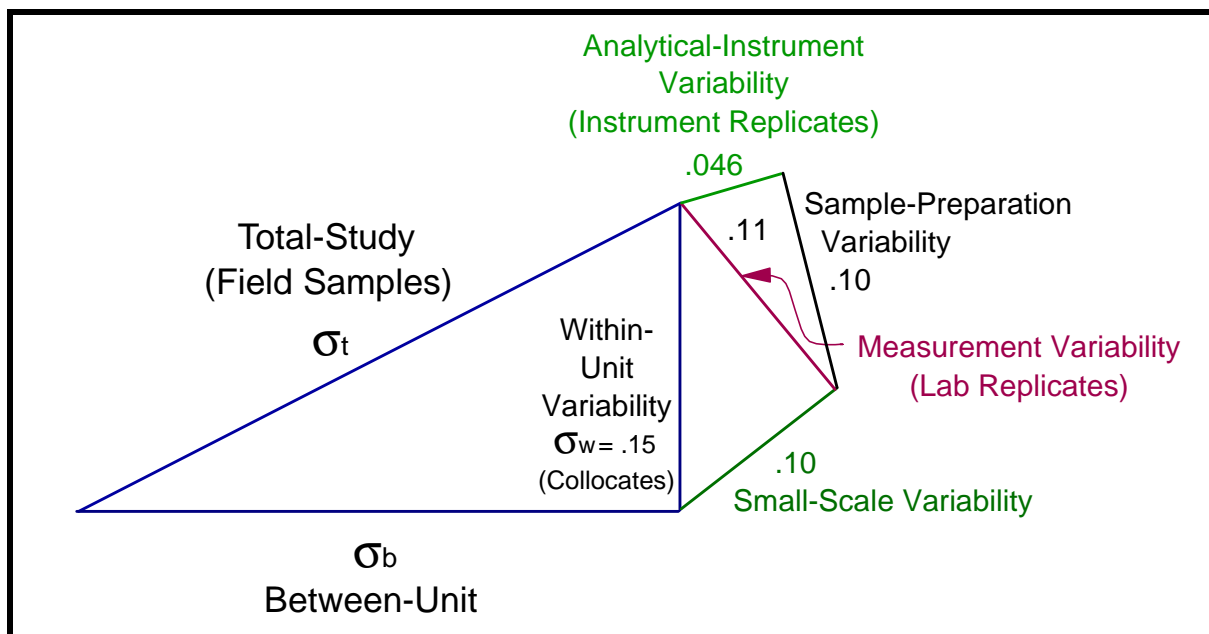 Analytical-Instrument
Variability
(Instrument Replicates)
.046
Sample-Preparation
Variability
.10
.11
Total-Study
(Field Samples)
σt
Within-
Unit
Variability
σw = .15
(Collocates)
Measurement Variability
(Lab Replicates)
.10
Small-Scale Variability
σb
Between-Unit